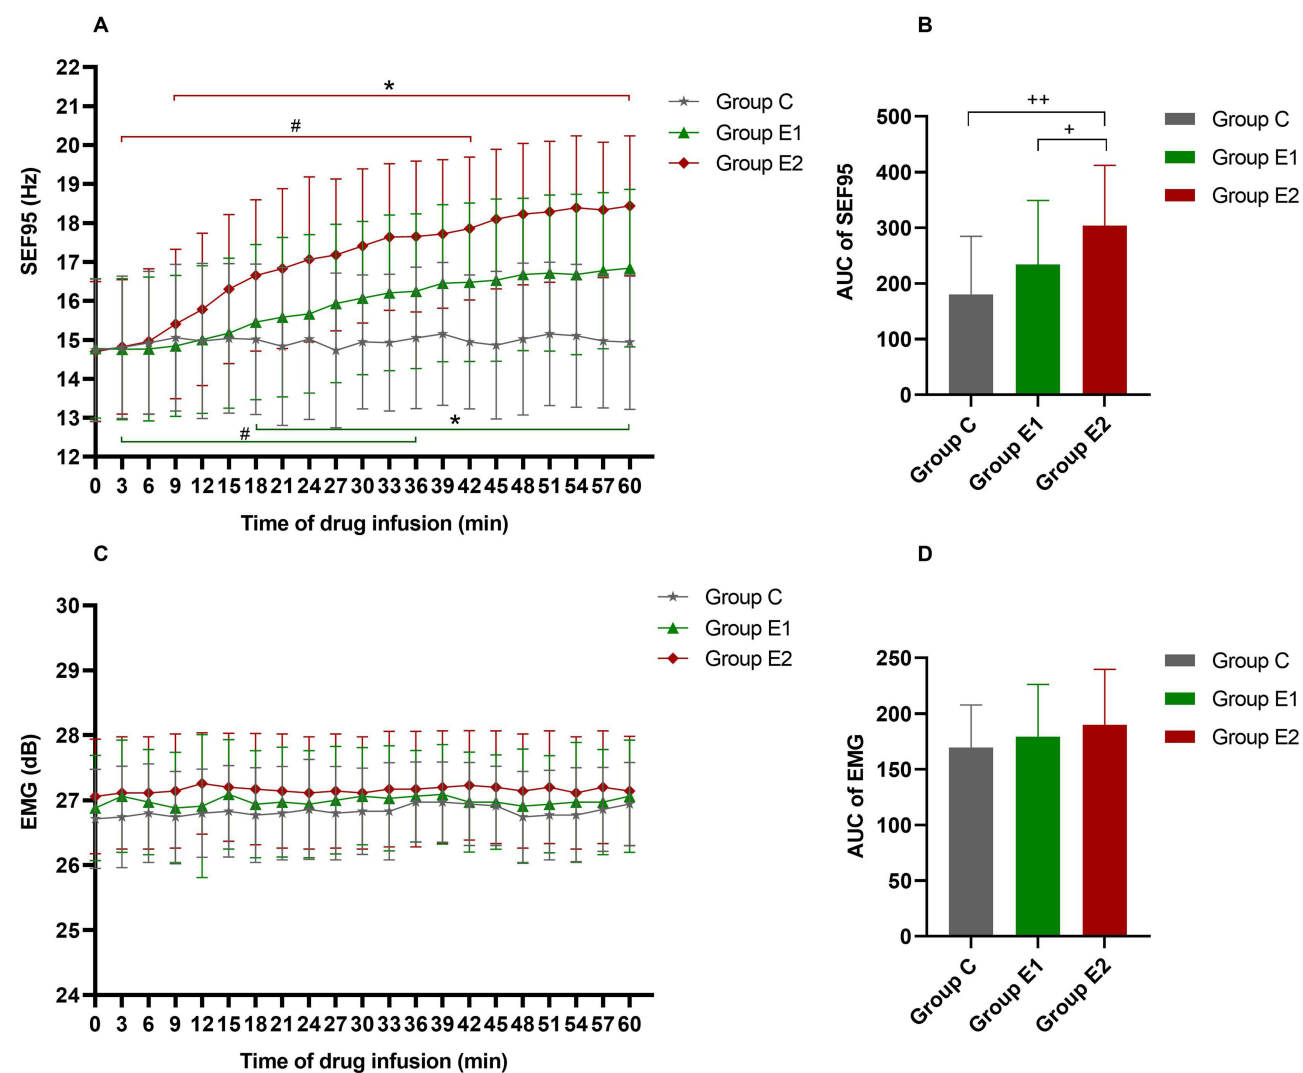 A
B
22
21
20
19
18
17
16
15
14
13
12
SEF95 (Hz)
*
#
#
*
Group C
Group E1
Group E2
0 3 6 9 12 15 18 21 24 27 30 33 36 39 42 45 48 51 54 57 60
Time of drug infusion (min)
500
400
300
200
100
0
AUC of SEF95
++
+
Group C
Group E1
Group E2
Group C
Group E1
Group E2
C
D
30
29
28
27
26
25
24
EMG (dB)
Group C
Group E1
Group E2
0 3 6 9 12 15 18 21 24 27 30 33 36 39 42 45 48 51 54 57 60
Time of drug infusion (min)
250
200
150
100
50
0
AUC of EMG
Group C
Group E1
Group E2
Group C
Group E1
Group E2